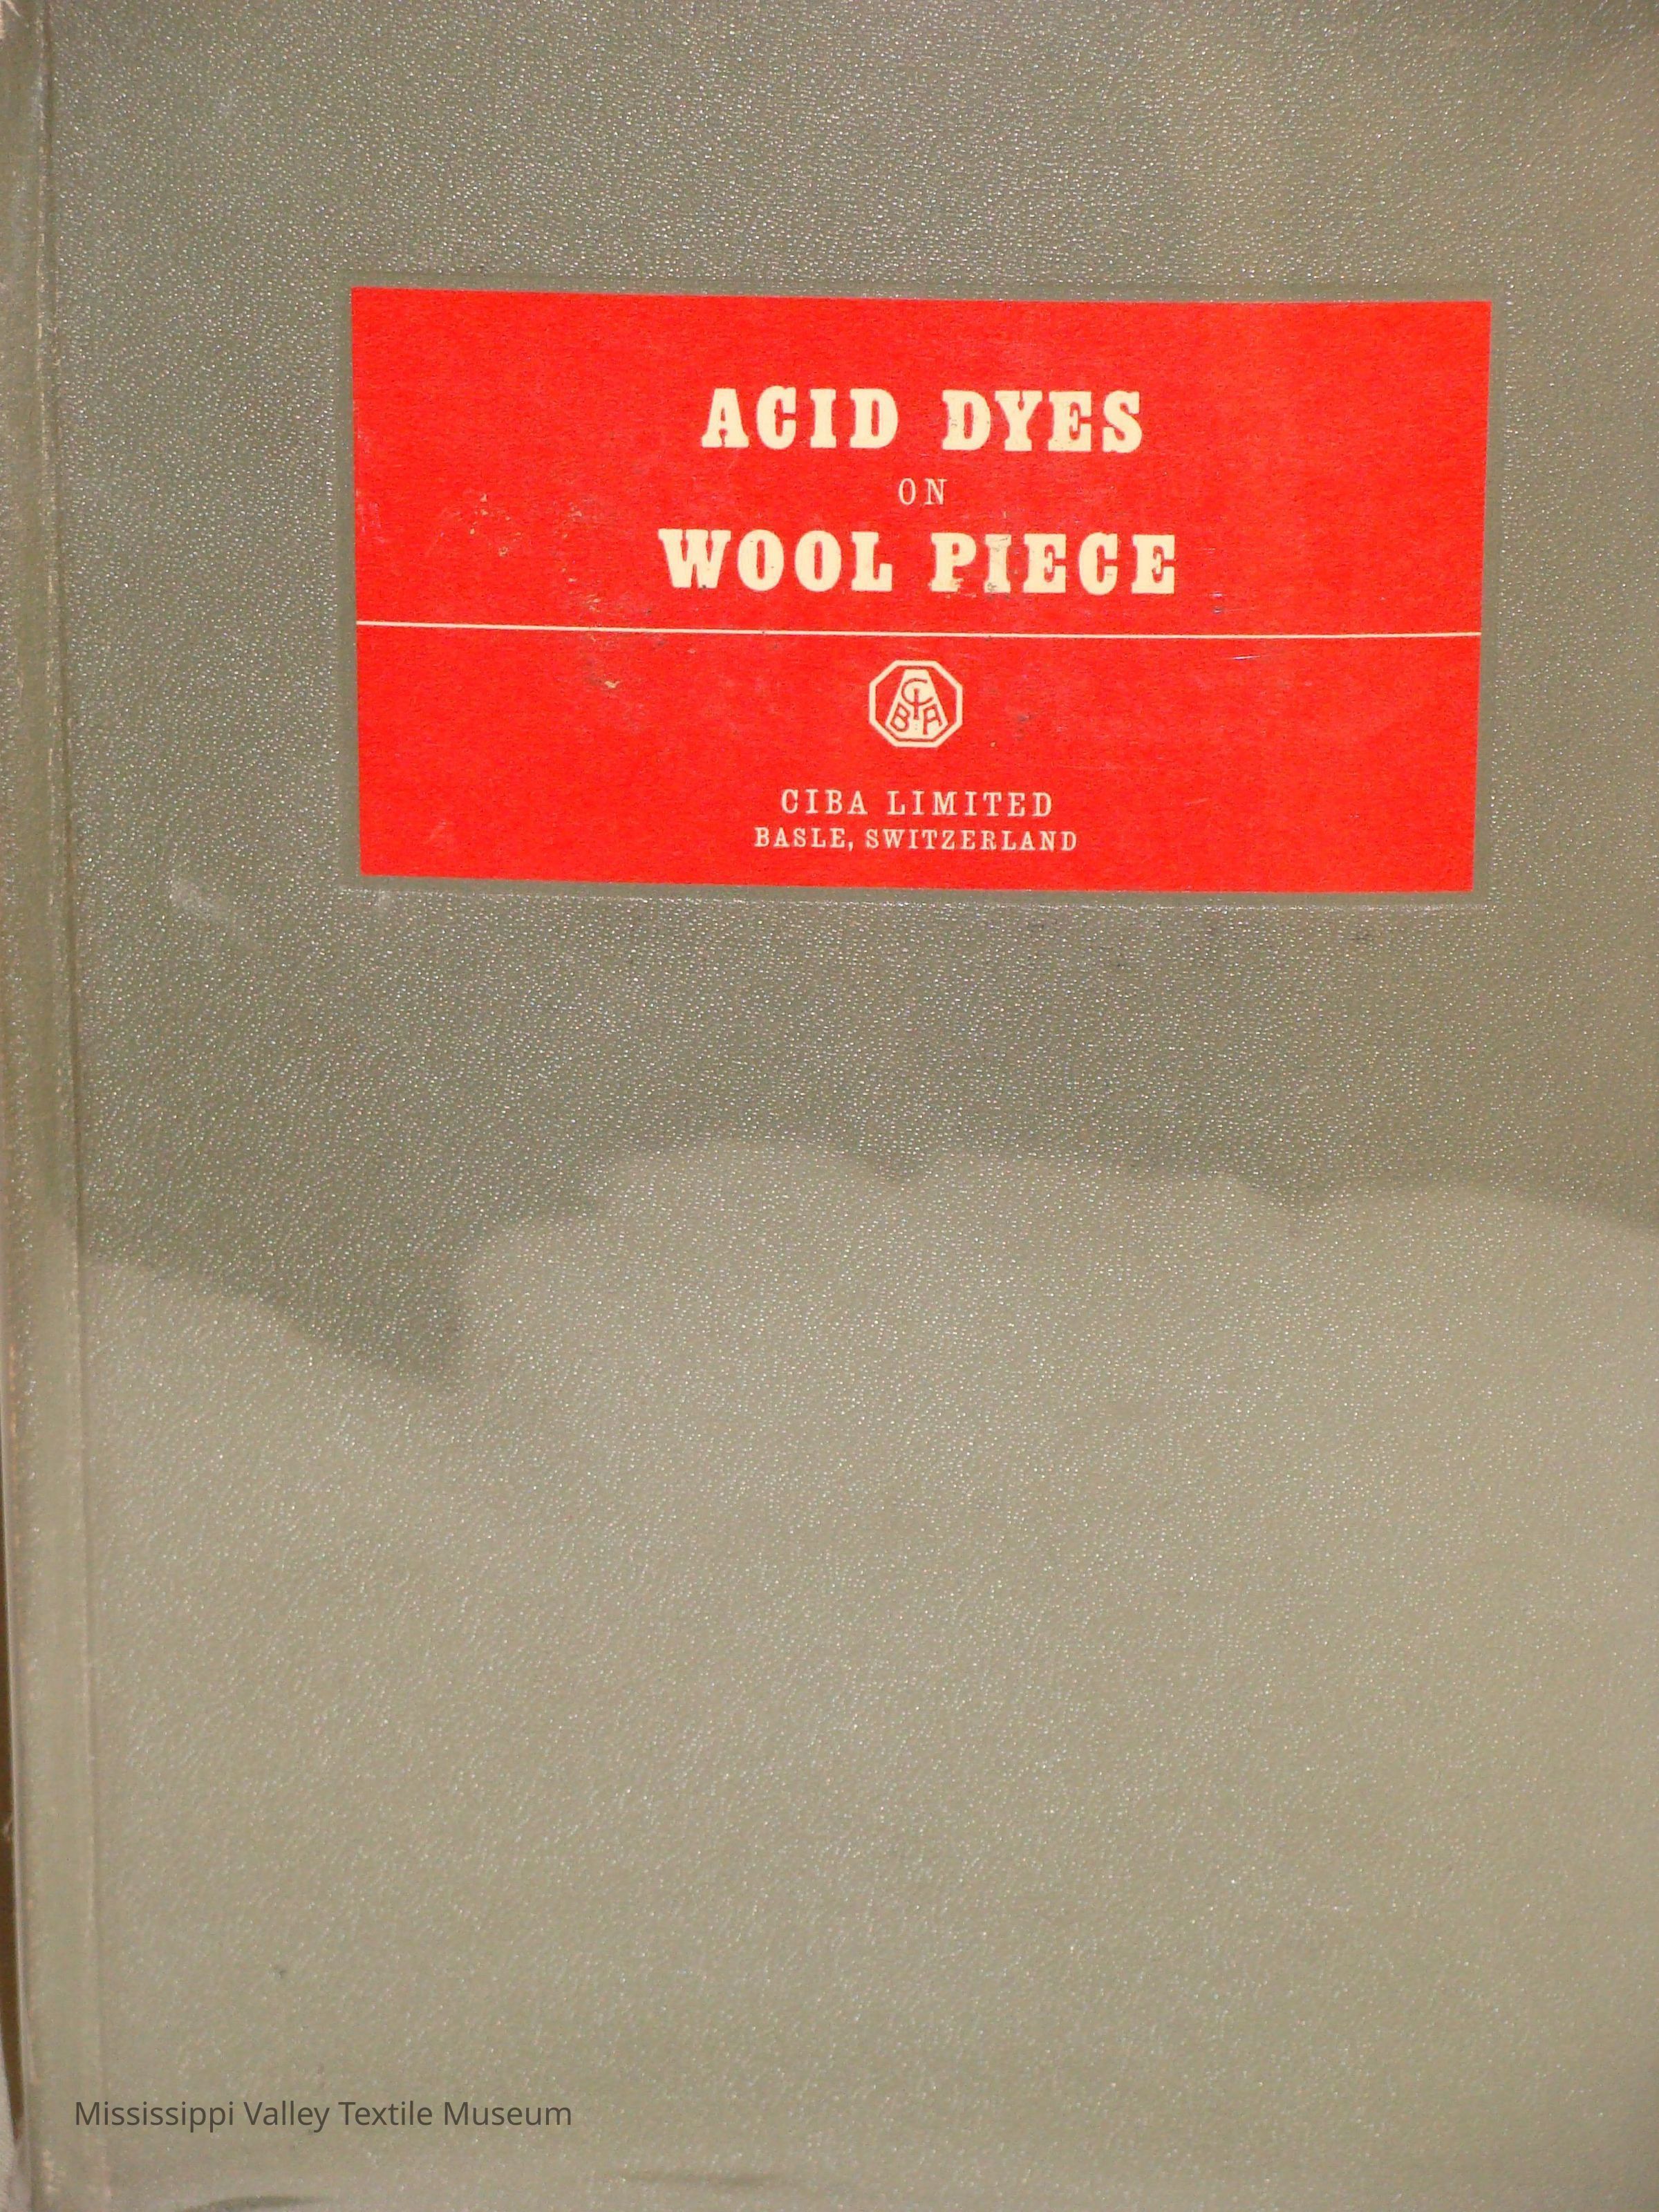 ACID DYES
ON
WOOL PIECE
CIBA
CIBA LIMITED
BASLE, SWITZERLAND
Mississippi Valley Textile Museum